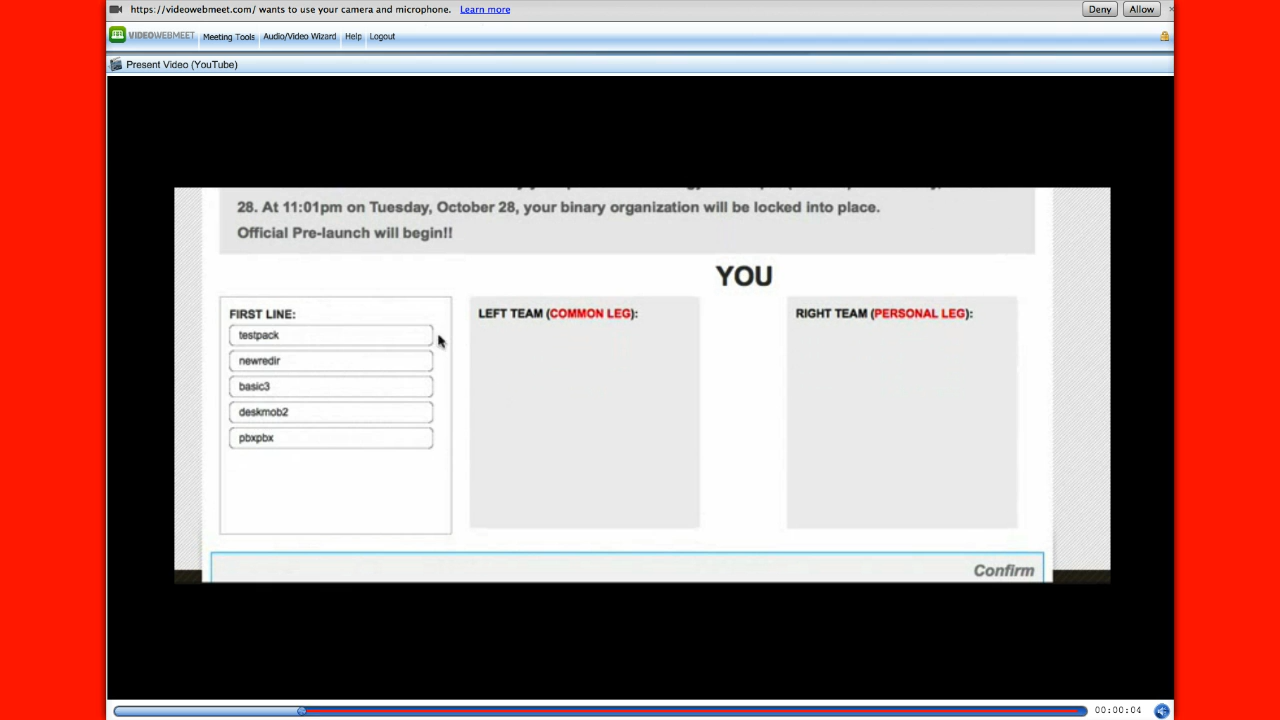 https://videowebmeet.com/ wants to use your camera and microphone. Learn more
Deny
Allow
VIDEOWEBMEET
Meeting Tools
Audio/Video Wizard
Help
Logout
Present Video (YouTube)
28. At 11:01pm on Tuesday, October 28, your binary organization will be locked into place.
Official Pre-launch will begin!!
YOU
FIRST LINE:
testpack
newredir
basic3
deskmob2
pbxpbx
LEFT TEAM (COMMON LEG):
RIGHT TEAM (PERSONAL LEG):
Confirm
00:00:04